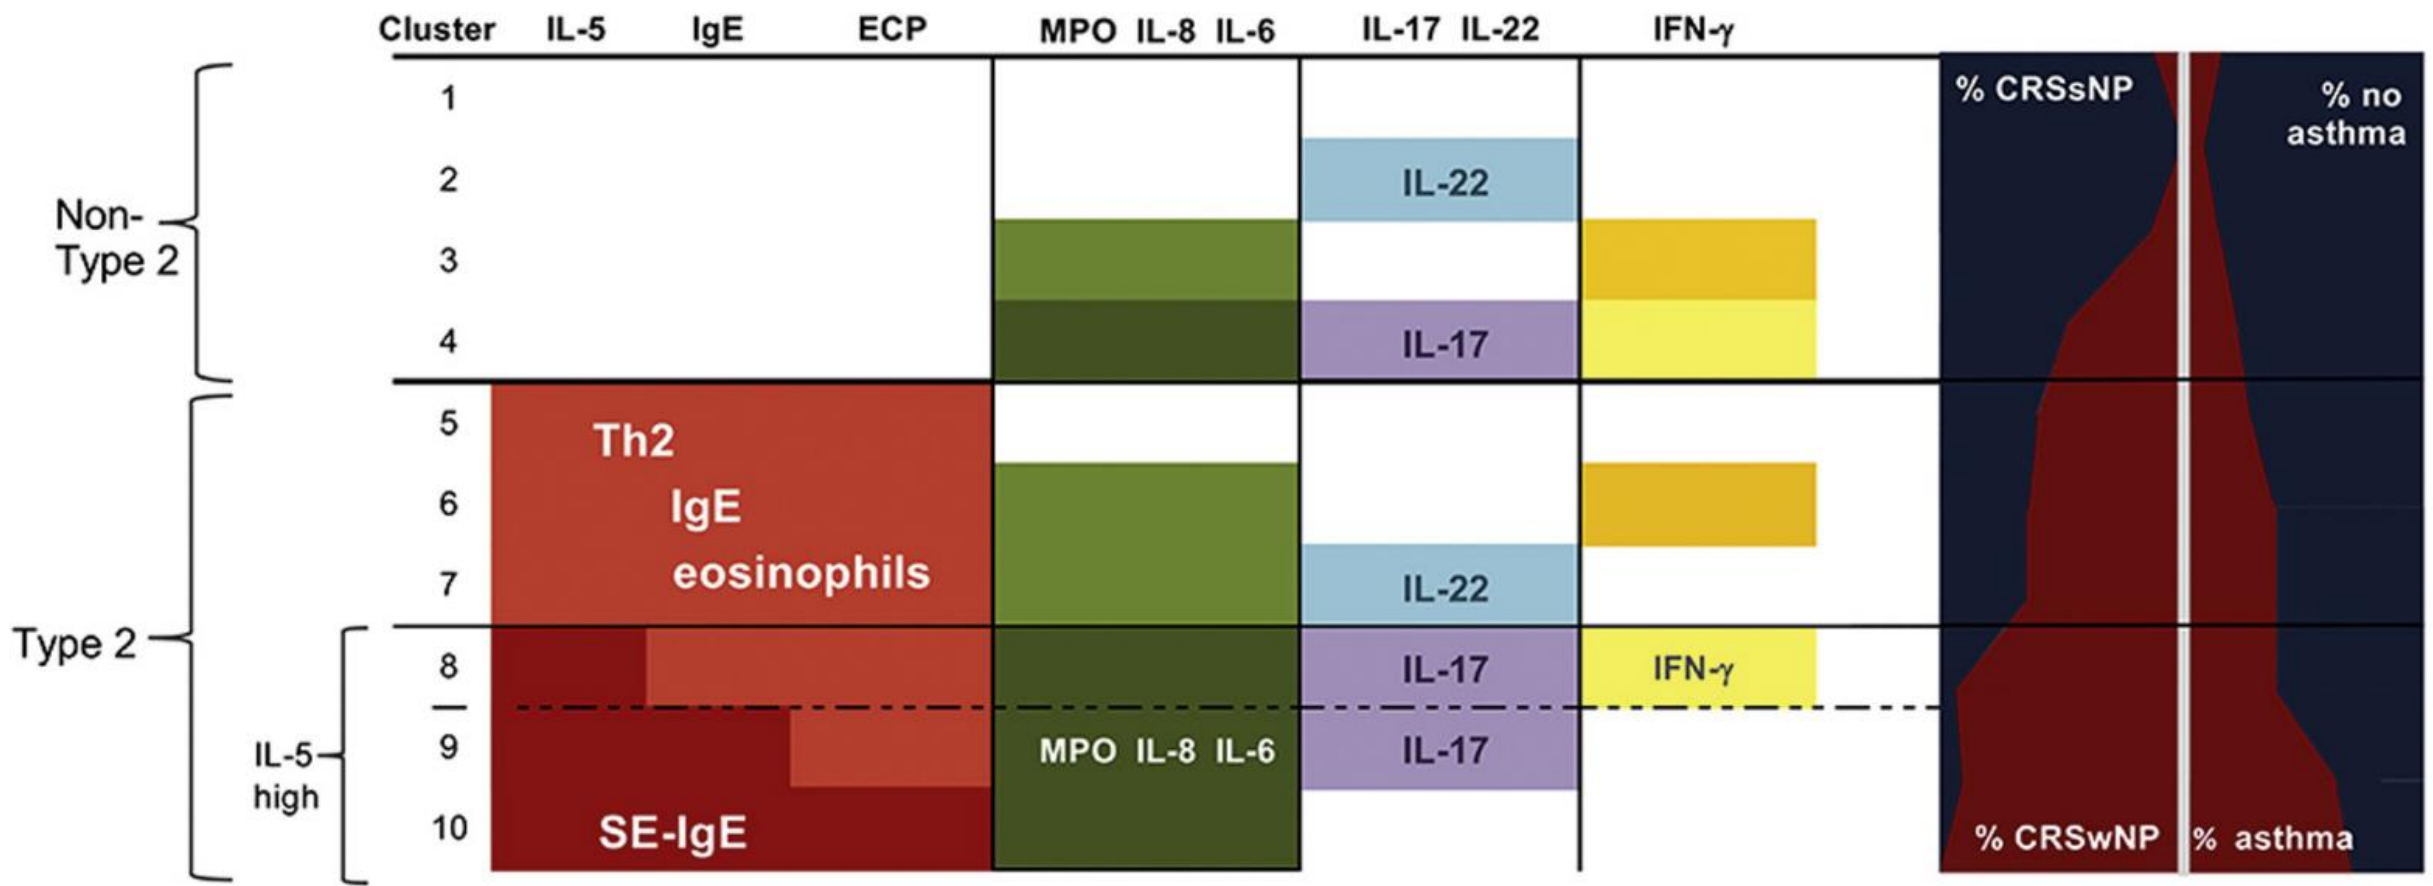 Cluster IL-5 IgE ECP MPO IL-8 IL-6 IL-17 IL-22 IFN-γ
1
% CRSsNP
% no
asthma
2 IL-22
Non-
Type 2
3
4 IL-17
5
Th2
6
IgE
7 IL-22
eosinophils
Type 2
8 IL-17 IFN-γ
IL-5
high
9 MPO IL-8 IL-6 IL-17
10 SE-IgE
% CRSwNP
% asthma